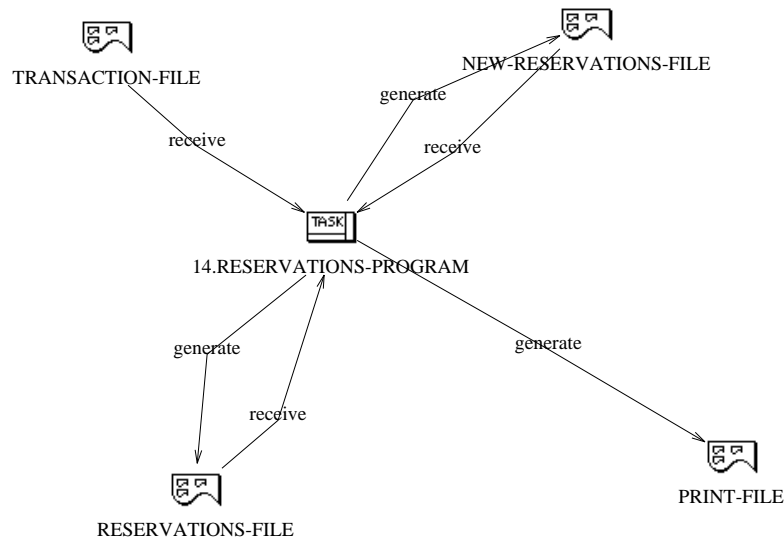 TRANSACTION-FILE
NEW-RESERVATIONS-FILE
generate
receive
receive
TASK
14.RESERVATIONS-PROGRAM
generate
generate
receive
PRINT-FILE
RESERVATIONS-FILE